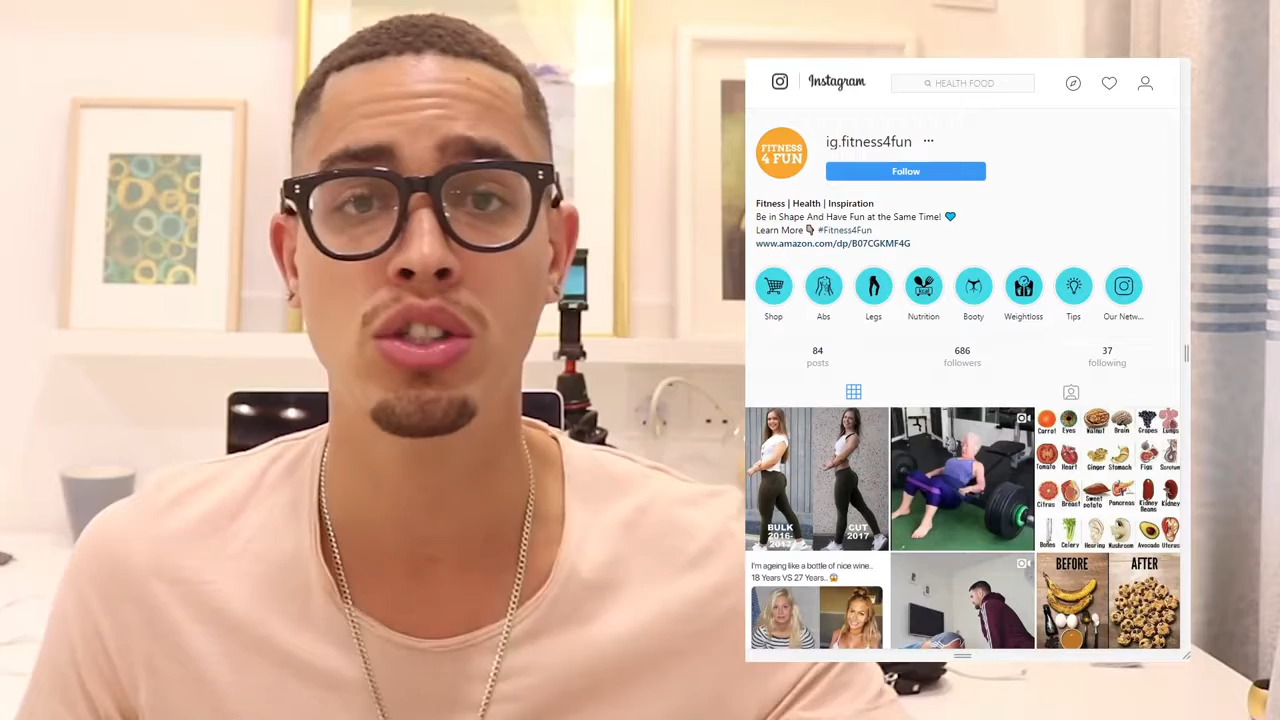 Instagram
HEALTH FOOD
FITNESS
4 FUN
ig.fitness4fun
Follow
Fitness | Health | Inspiration
Be in Shape And Have Fun at the Same Time!
Learn More #Fitness4Fun
www.amazon.com/dp/B07CGKMF4G
Shop
Abs
Legs
Nutrition
Booty
Weightloss
Tips
Our Netw...
kcal
84
posts
686
followers
37
following
BULK
2016-
2017
CUT
2017
Carrot Eyes Walnut Brain Grapes Lungs
Tomato Heart Ginger Stomach Figs Scrotum
Citrus Breast Sweet potato Pancreas Kidney Beans Kidney
Bones Celery Hearing Mushroom Avocado Uterus
I'm ageing like a bottle of nice wine..
18 Years VS 27 Years..
BEFORE
AFTER